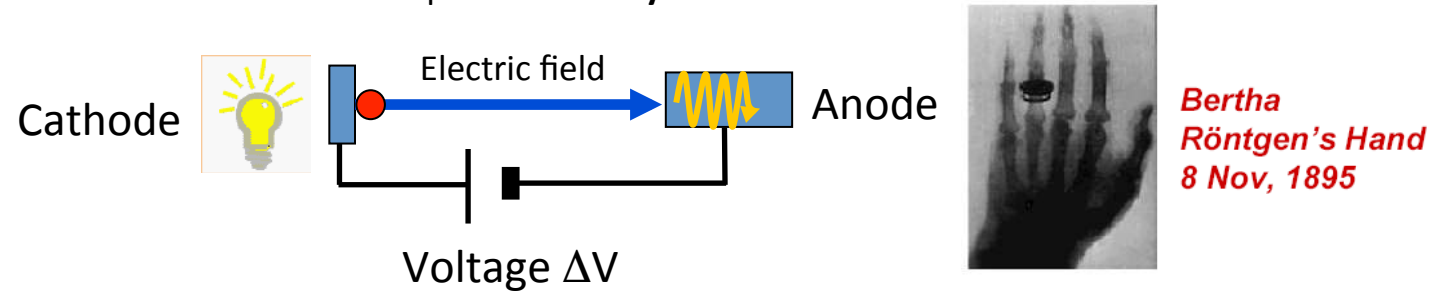 Electric field
Cathode
Anode
Voltage ΔV
Bertha
Röntgen's Hand
8 Nov, 1895